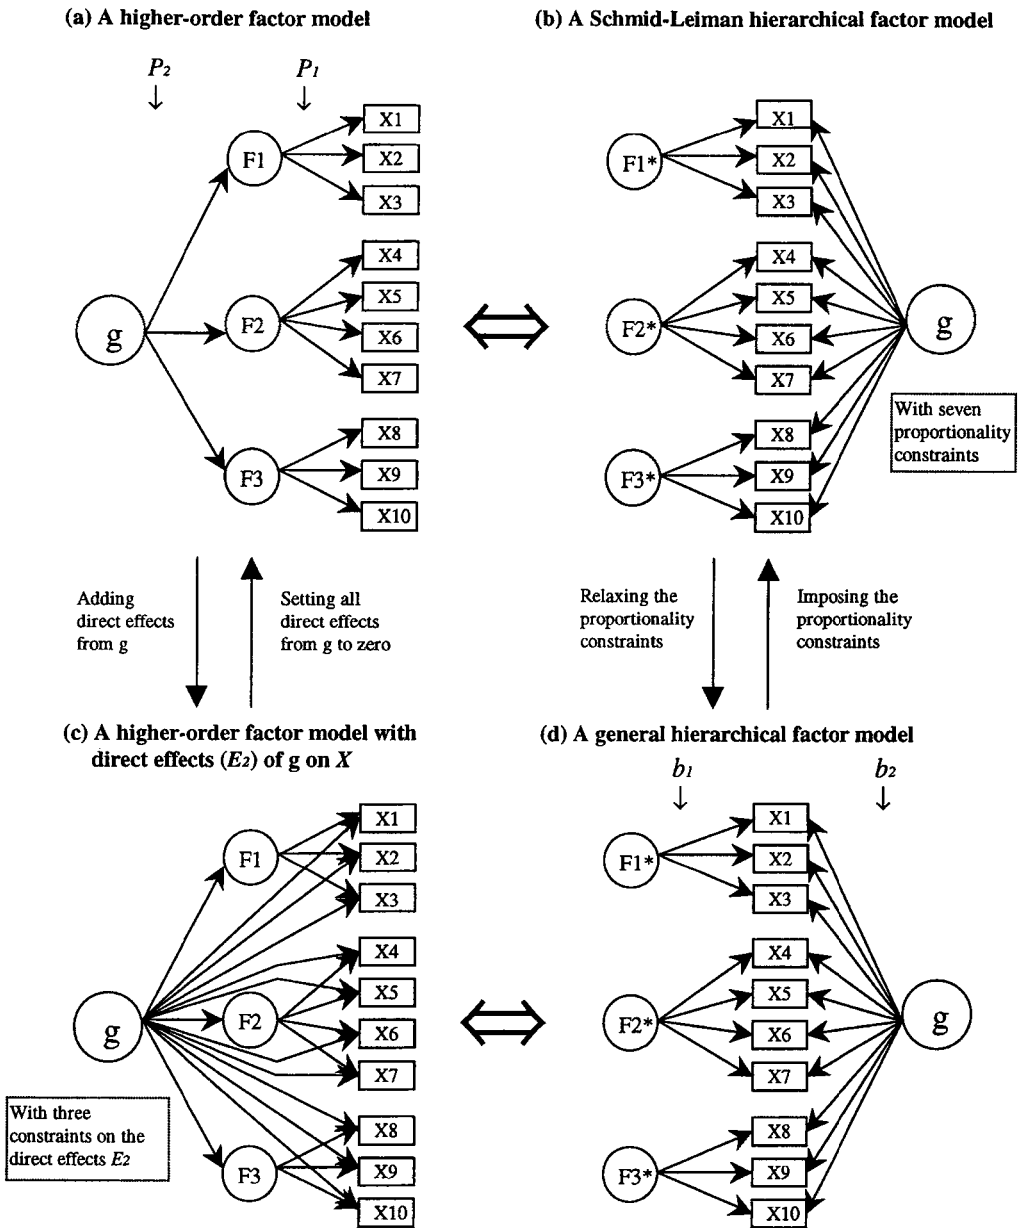 (a) A higher-order factor model
P2
P1
F1
X1
X2
X3
g
F2
X4
X5
X6
X7
F3
X8
X9
X10
(b) A Schmid-Leiman hierarchical factor model
F1*
X1
X2
X3
F2*
X4
X5
X6
X7
g
F3*
X8
X9
X10
With seven
proportionality
constraints
Adding
direct effects
from g
Setting all
direct effects
from g to zero
Relaxing the
proportionality
constraints
Imposing the
proportionality
constraints
(c) A higher-order factor model with
direct effects (E2) of g on X
F1
X1
X2
X3
g
F2
X4
X5
X6
X7
With three
constraints on the
direct effects E2
F3
X8
X9
X10
(d) A general hierarchical factor model
b1
b2
F1*
X1
X2
X3
F2*
X4
X5
X6
X7
g
F3*
X8
X9
X10